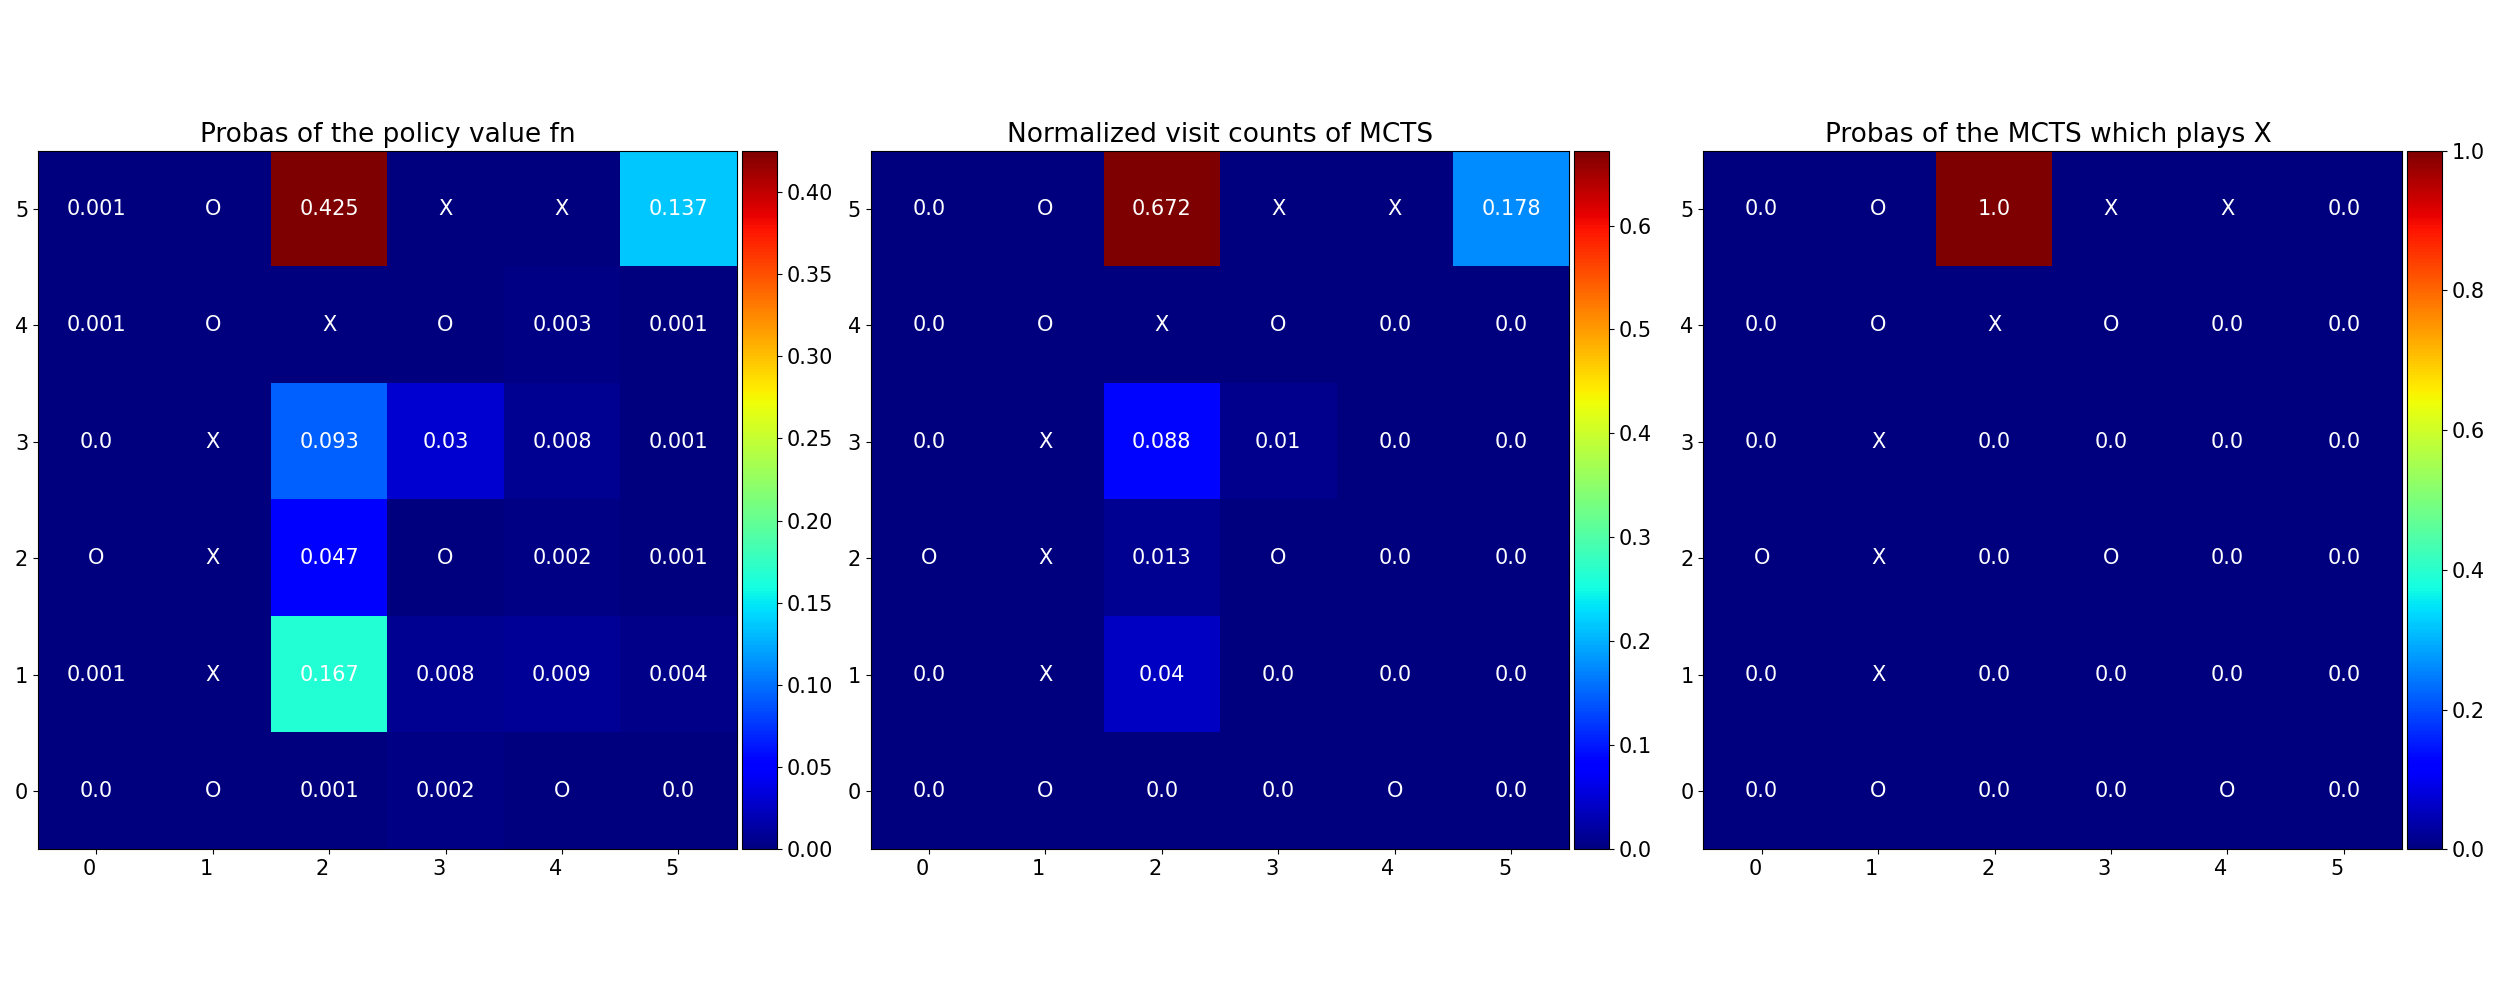 Probas of the policy value fn
5 0.001 O 0.425 X X 0.137
4 0.001 O X O 0.003 0.001
3 0.0 X 0.093 0.03 0.008 0.001
2 O X 0.047 O 0.002 0.001
1 0.001 X 0.167 0.008 0.009 0.004
0 0.0 O 0.001 0.002 O 0.0
0 1 2 3 4 5
0.40
0.35
0.30
0.25
0.20
0.15
0.10
0.05
0.00
Normalized visit counts of MCTS
5 0.0 O 0.672 X X 0.178
4 0.0 O X O 0.0 0.0
3 0.0 X 0.088 0.01 0.0 0.0
2 O X 0.013 O 0.0 0.0
1 0.0 X 0.04 0.0 0.0 0.0
0 0.0 O 0.0 0.0 O 0.0
0 1 2 3 4 5
0.6
0.5
0.4
0.3
0.2
0.1
0.0
Probas of the MCTS which plays X
5 0.0 O 1.0 X X 0.0
4 0.0 O X O 0.0 0.0
3 0.0 X 0.0 0.0 0.0 0.0
2 O X 0.0 O 0.0 0.0
1 0.0 X 0.0 0.0 0.0 0.0
0 0.0 O 0.0 0.0 O 0.0
0 1 2 3 4 5
1.0
0.8
0.6
0.4
0.2
0.0